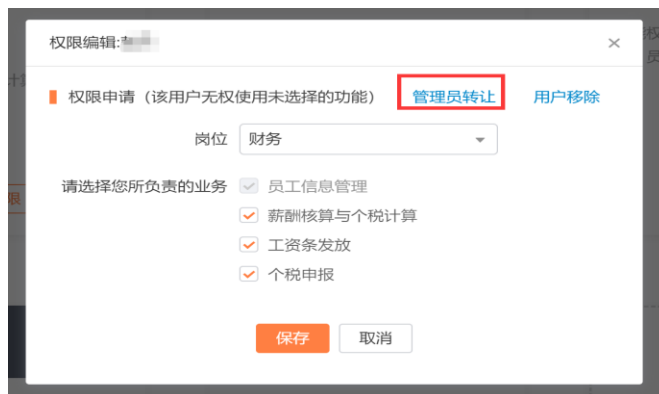 权限编辑:
权限申请（该用户无权使用未选择的功能） 管理员转让 用户移除
岗位 财务
请选择您所负责的业务 员工信息管理
薪酬核算与个税计算
工资条发放
个税申报
保存 取消